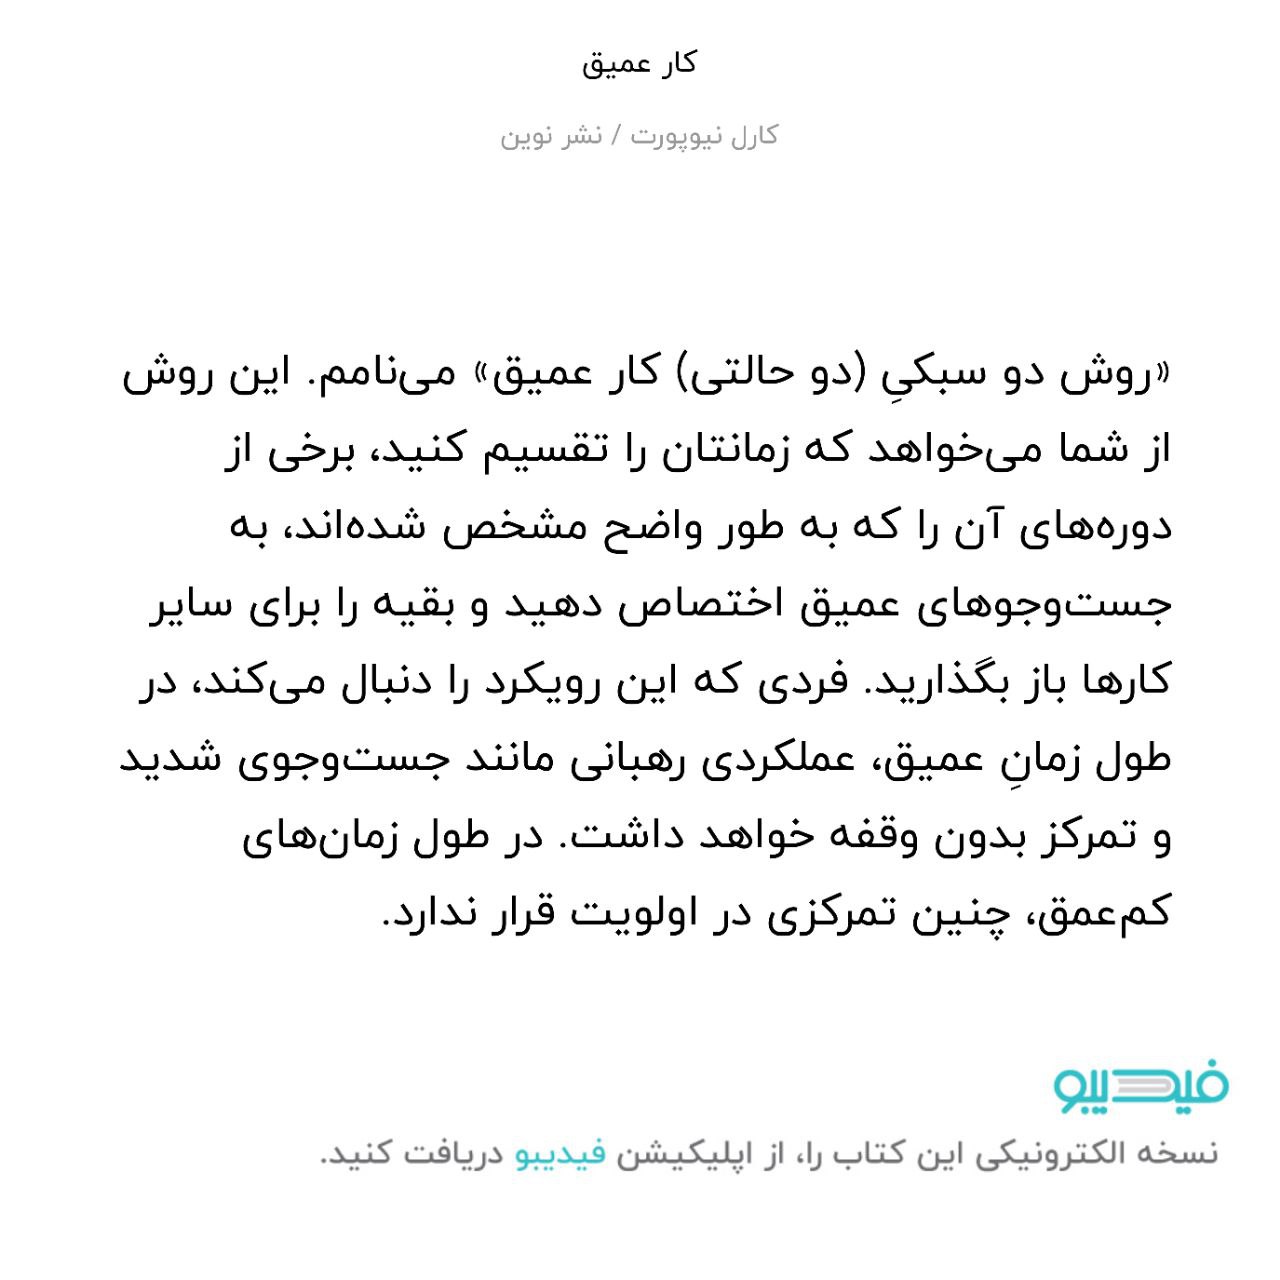 کار عمیق
کارل نیوپورت / نشر نوین
«روش دو سبکیِ (دو حالتی) کار عمیق» می‌نامم. این روش
از شما می‌خواهد که زمانتان را تقسیم کنید، برخی از
دوره‌های آن را که به طور واضح مشخص شده‌اند، به
جست‌وجوهای عمیق اختصاص دهید و بقیه را برای سایر
کارها باز بگذارید. فردی که این رویکرد را دنبال می‌کند، در
طول زمانِ عمیق، عملکردی رهبانی مانند جست‌وجوی شدید
و تمرکز بدون وقفه خواهد داشت. در طول زمان‌های
کم‌عمق، چنین تمرکزی در اولویت قرار ندارد.
فیدیبو
نسخه الکترونیکی این کتاب را، از اپلیکیشن فیدیبو دریافت کنید.